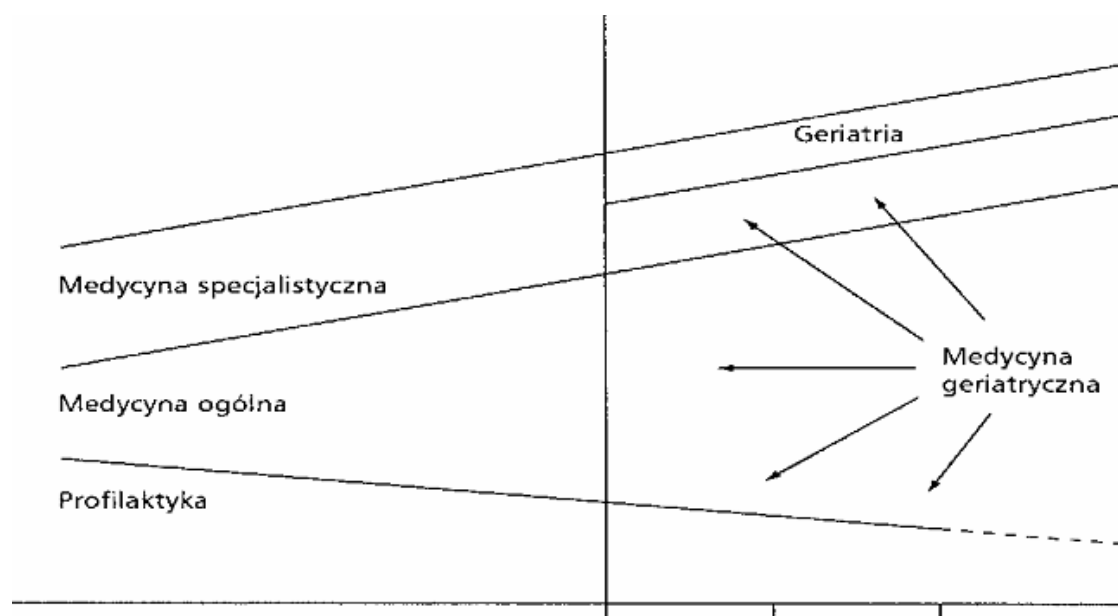 Geriatria
Medycyna specjalistyczna
Medycyna
geriatryczna
Medycyna ogólna
Profilaktyka